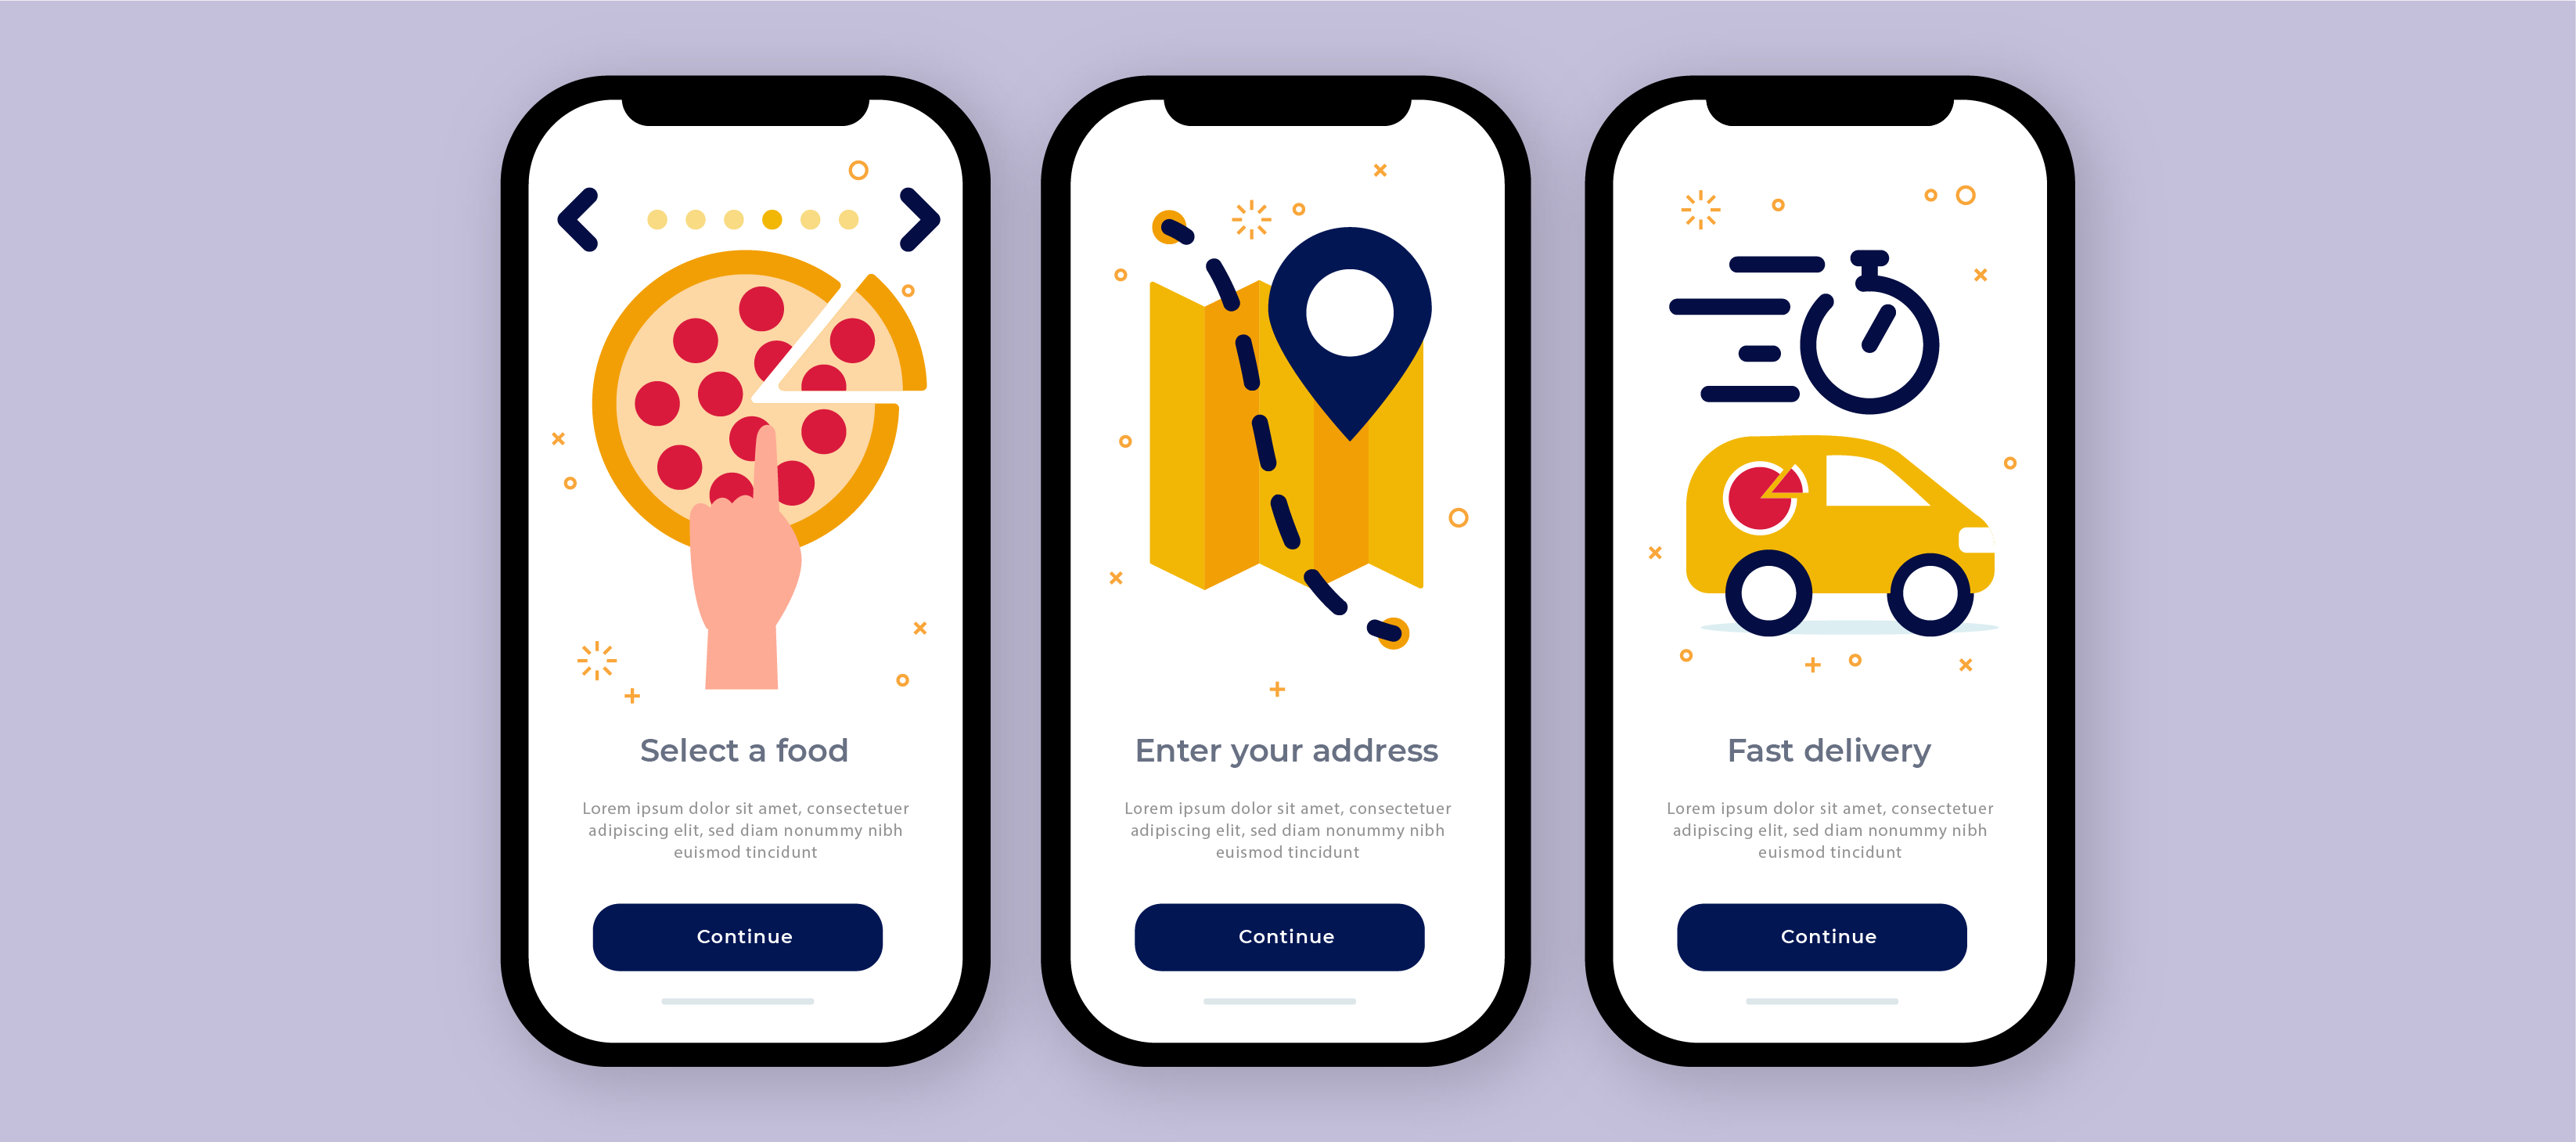 Select a food
Lorem ipsum dolor sit amet, consectetuer
adipiscing elit, sed diam nonummy nibh
euismod tincidunt
Continue
Enter your address
Lorem ipsum dolor sit amet, consectetuer
adipiscing elit, sed diam nonummy nibh
euismod tincidunt
Continue
Fast delivery
Lorem ipsum dolor sit amet, consectetuer
adipiscing elit, sed diam nonummy nibh
euismod tincidunt
Continue